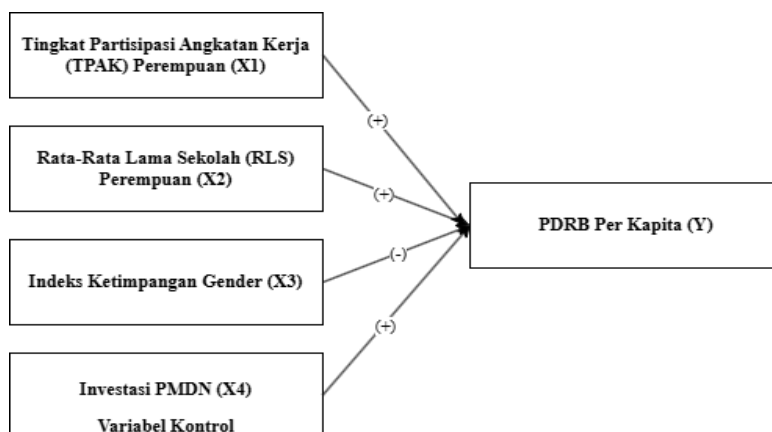 Tingkat Partisipasi Angkatan Kerja
(TPAK) Perempuan (X1)
(+)
Rata-Rata Lama Sekolah (RLS)
Perempuan (X2)
(+)
PDRB Per Kapita (Y)
(-)
Indeks Ketimpangan Gender (X3)
(+)
Investasi PMDN (X4)
Variabel Kontrol